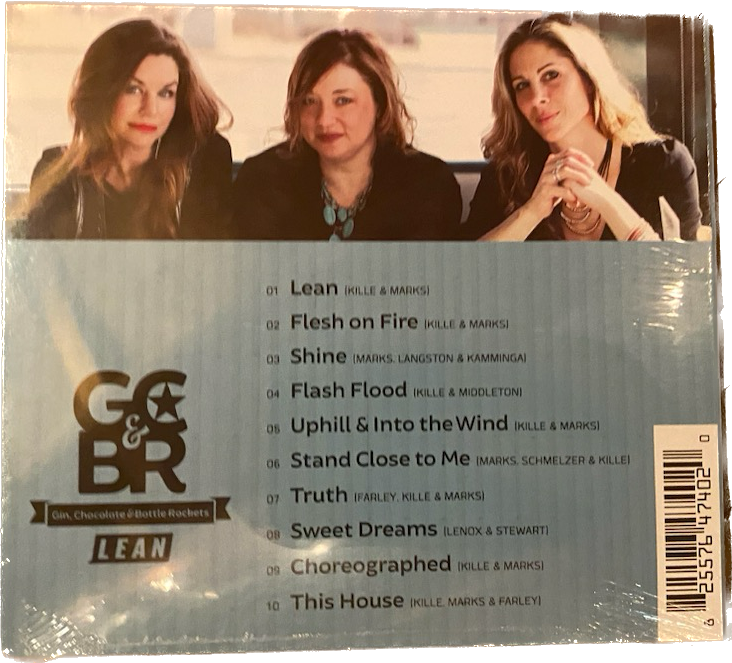 01 Lean (KILLE & MARKS)
02 Flesh on Fire (KILLE & MARKS)
03 Shine (MARKS, LANGSTON & KAMMINGA)
04 Flash Flood (KILLE & MIDDLETON)
05 Uphill & Into the Wind (KILLE & MARKS)
06 Stand Close to Me (MARKS, SCHMELZER & KILLE)
07 Truth (FARLEY, KILLE & MARKS)
08 Sweet Dreams (LENOX & STEWART)
09 Choreographed (KILLE & MARKS)
10 This House (KILLE, MARKS & FARLEY)
GC
&
BR
Gin, Chocolate & Bottle Rockets
LEAN
6 25576 47402 0